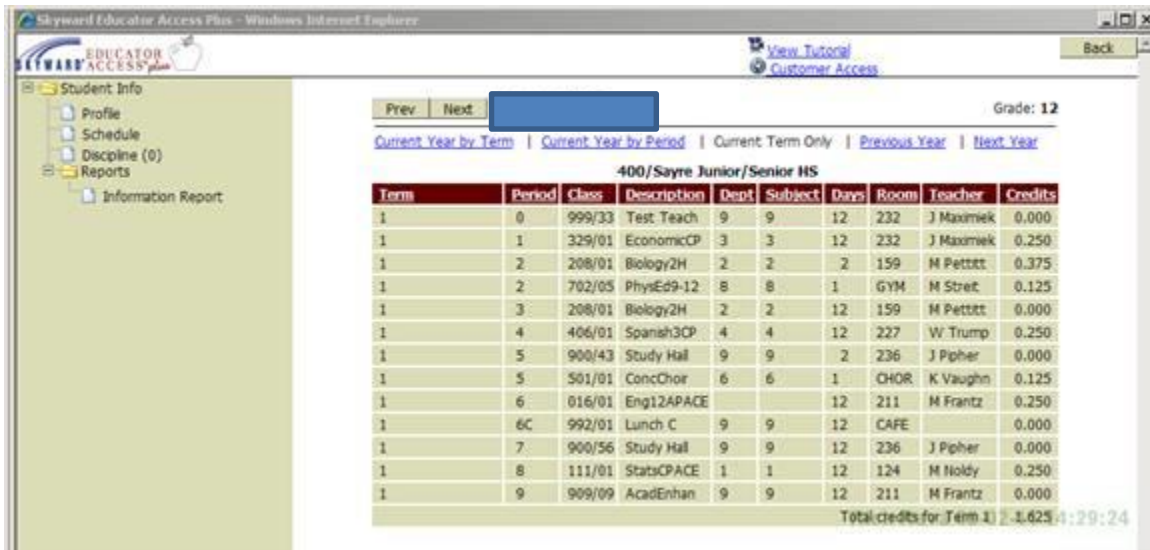 Skyward Educator Access Plus - Windows Internet Explorer
SKYWARD EDUCATOR ACCESS plus
View Tutorial
Customer Access
Back
Student Info
Profile
Schedule
Discipline (0)
Reports
Information Report
Prev Next Grade: 12
Current Year by Term | Current Year by Period | Current Term Only | Previous Year | Next Year
400/Sayre Junior/Senior HS
Term Period Class Description Dept Subject Days Room Teacher Credits
1 0 999/33 Test Teach 9 9 12 232 J Maximiek 0.000
1 1 329/01 EconomicCP 3 3 12 232 J Maximiek 0.250
1 2 208/01 Biology2H 2 2 2 159 M Pettitt 0.375
1 2 702/05 PhysEd9-12 8 8 1 GYM M Streit 0.125
1 3 208/01 Biology2H 2 2 12 159 M Pettitt 0.000
1 4 406/01 Spanish3CP 4 4 12 227 W Trump 0.250
1 5 900/43 Study Hall 9 9 2 236 J Pipher 0.000
1 5 501/01 ConcChoir 6 6 1 CHOR K Vaughn 0.125
1 6 016/01 Eng12APACE 12 211 M Frantz 0.250
1 6C 992/01 Lunch C 9 9 12 CAFE 0.000
1 7 900/56 Study Hall 9 9 12 236 J Pipher 0.000
1 8 111/01 StatsCPACE 1 1 12 124 M Noldy 0.250
1 9 909/09 AcadEnhan 9 9 12 211 M Frantz 0.000
Total credits for Term 1 1.625